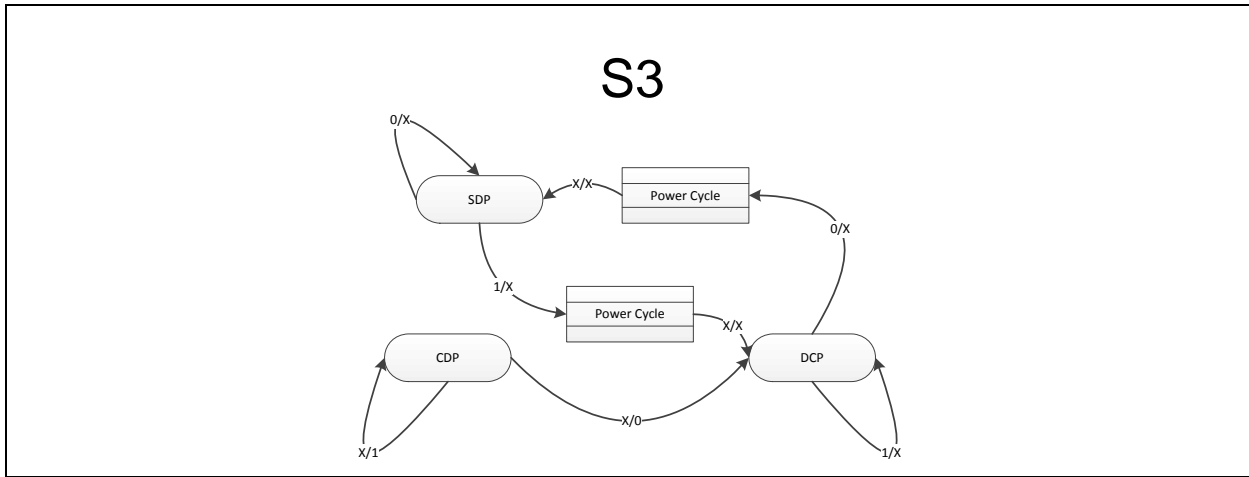 S3
0/X
X/X
Power Cycle
SDP
0/X
1/X
Power Cycle
X/X
CDP
DCP
X/0
X/1
1/X